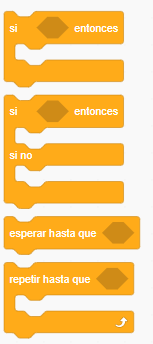 si entonces
si entonces
si no
esperar hasta que
repetir hasta que